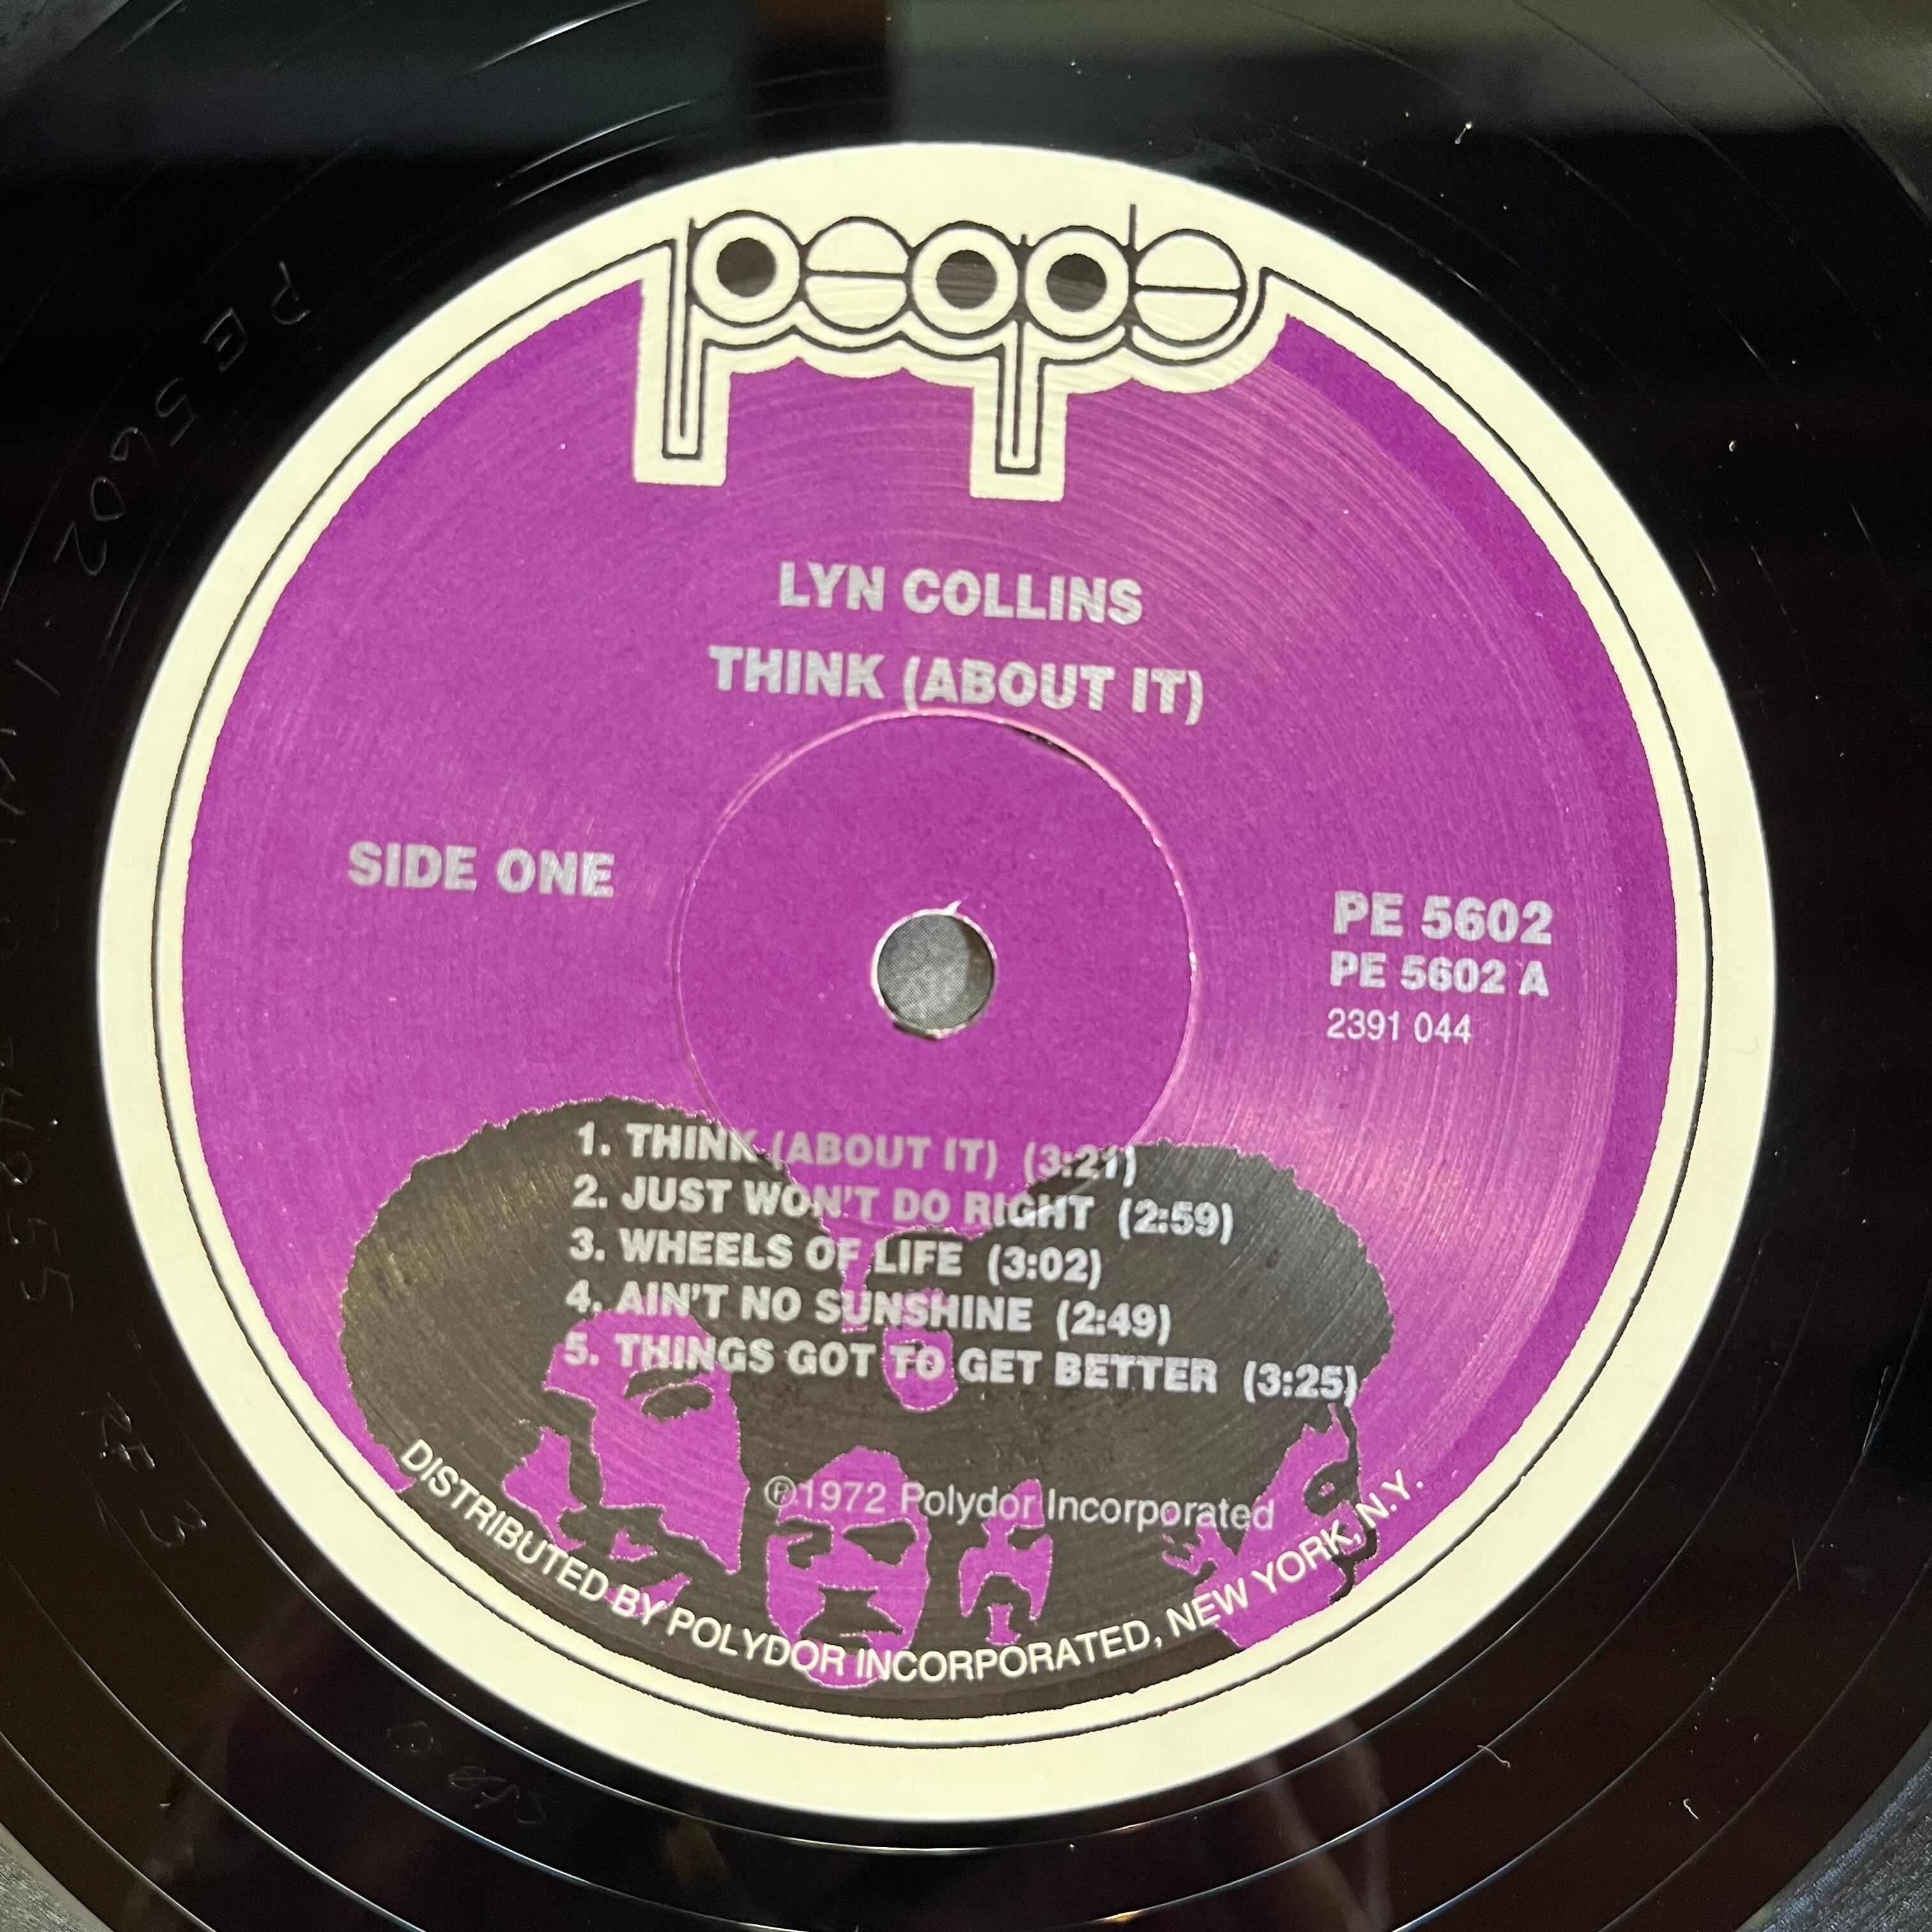 people
LYN COLLINS
THINK (ABOUT IT)
SIDE ONE
PE 5602
PE 5602 A
2391 044
1. THINK (ABOUT IT) (3:21)
2. JUST WON'T DO RIGHT (2:59)
3. WHEELS OF LIFE (3:02)
4. AIN'T NO SUNSHINE (2:49)
5. THINGS GOT TO GET BETTER (3:25)
℗1972 Polydor Incorporated
DISTRIBUTED BY POLYDOR INCORPORATED, NEW YORK, N.Y.
PE 5602